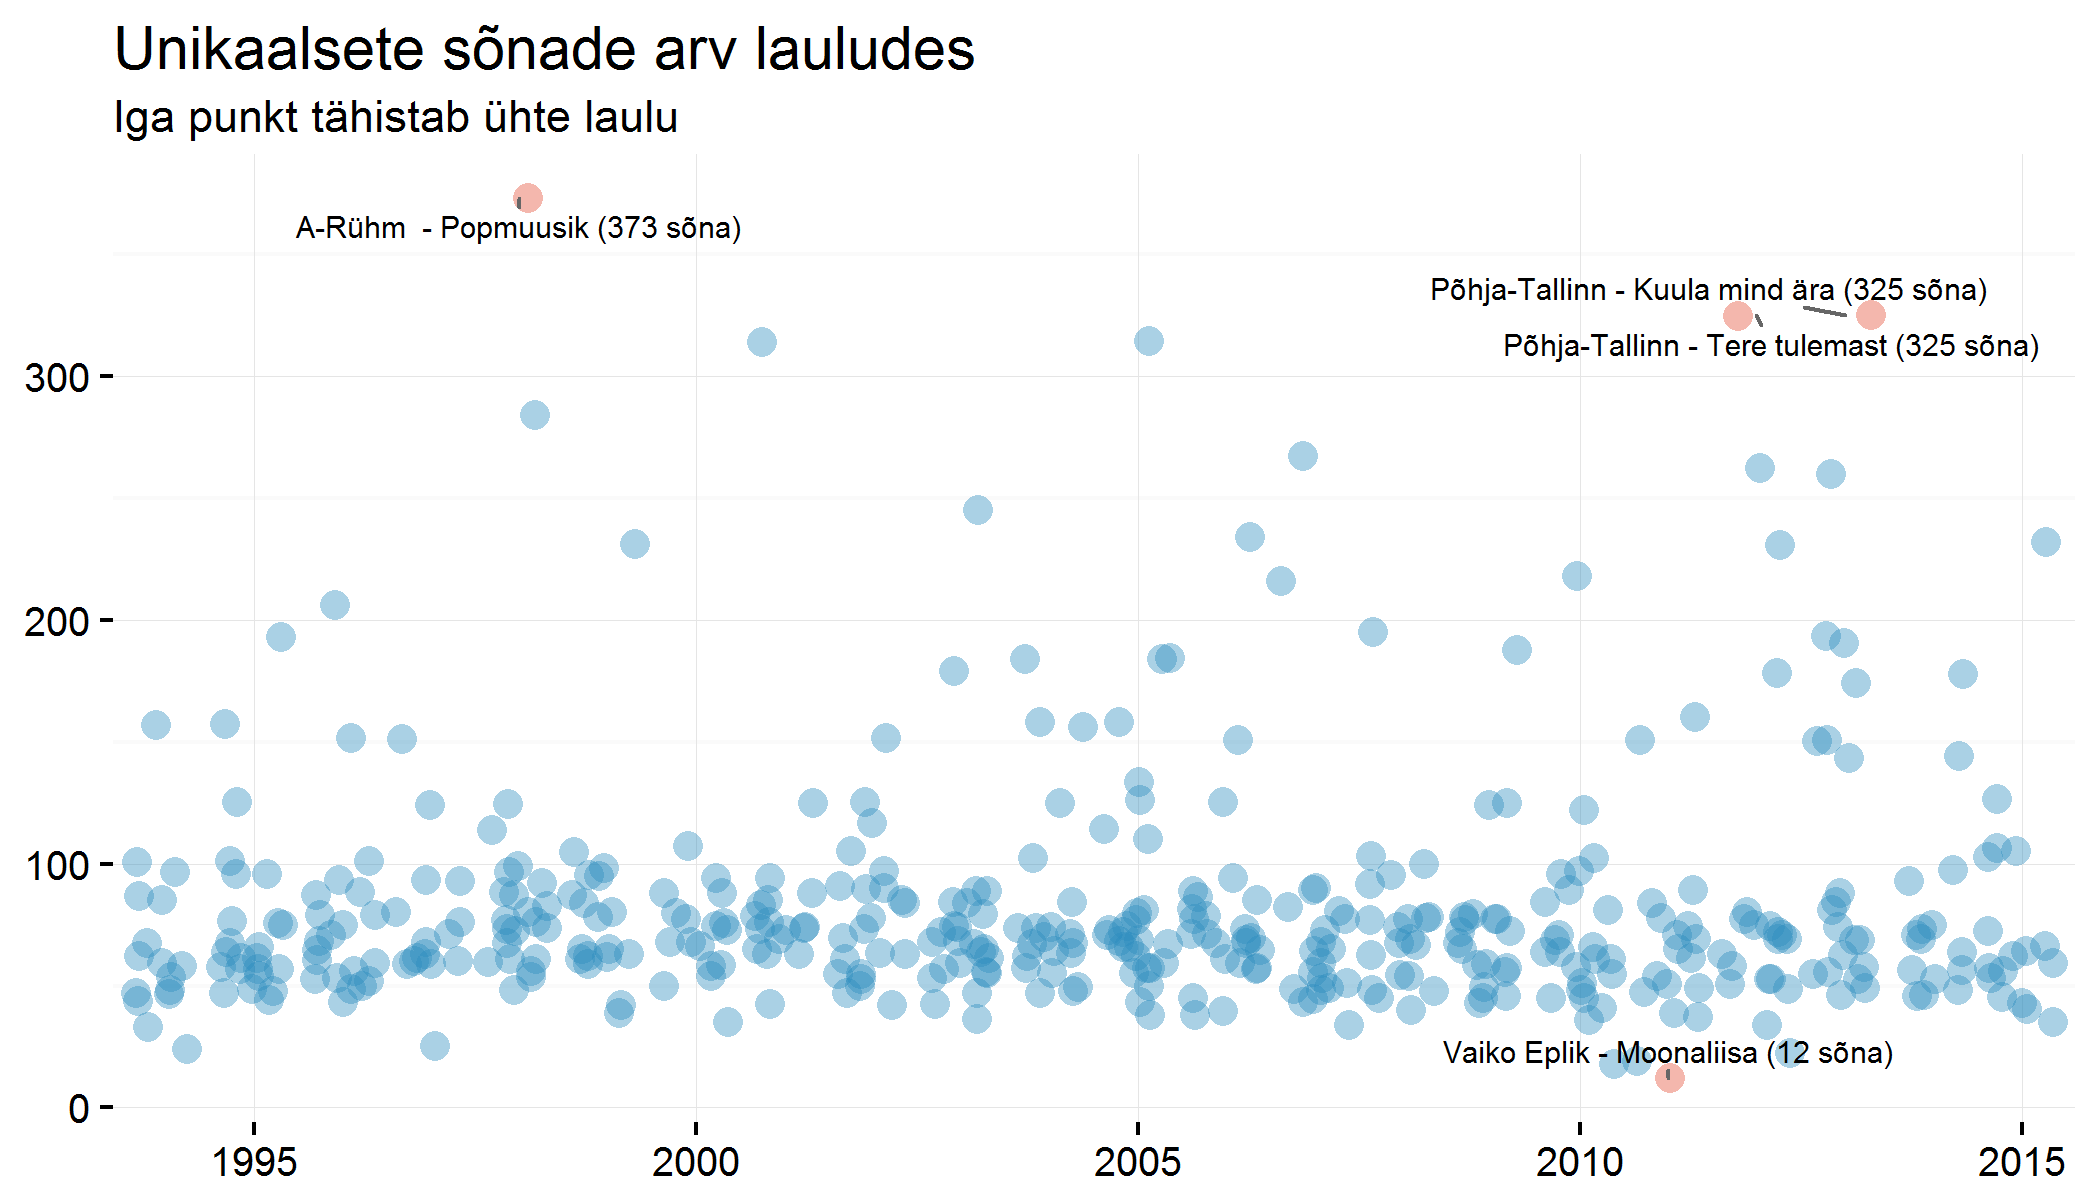 Unikaalsete sõnade arv lauludes
Iga punkt tähistab ühte laulu
A-Rühm  - Popmuusik (373 sõna)
Põhja-Tallinn - Kuula mind ära (325 sõna)
Põhja-Tallinn - Tere tulemast (325 sõna)
300
200
100
Vaiko Eplik - Moonaliisa (12 sõna)
0
1995 2000 2005 2010 2015